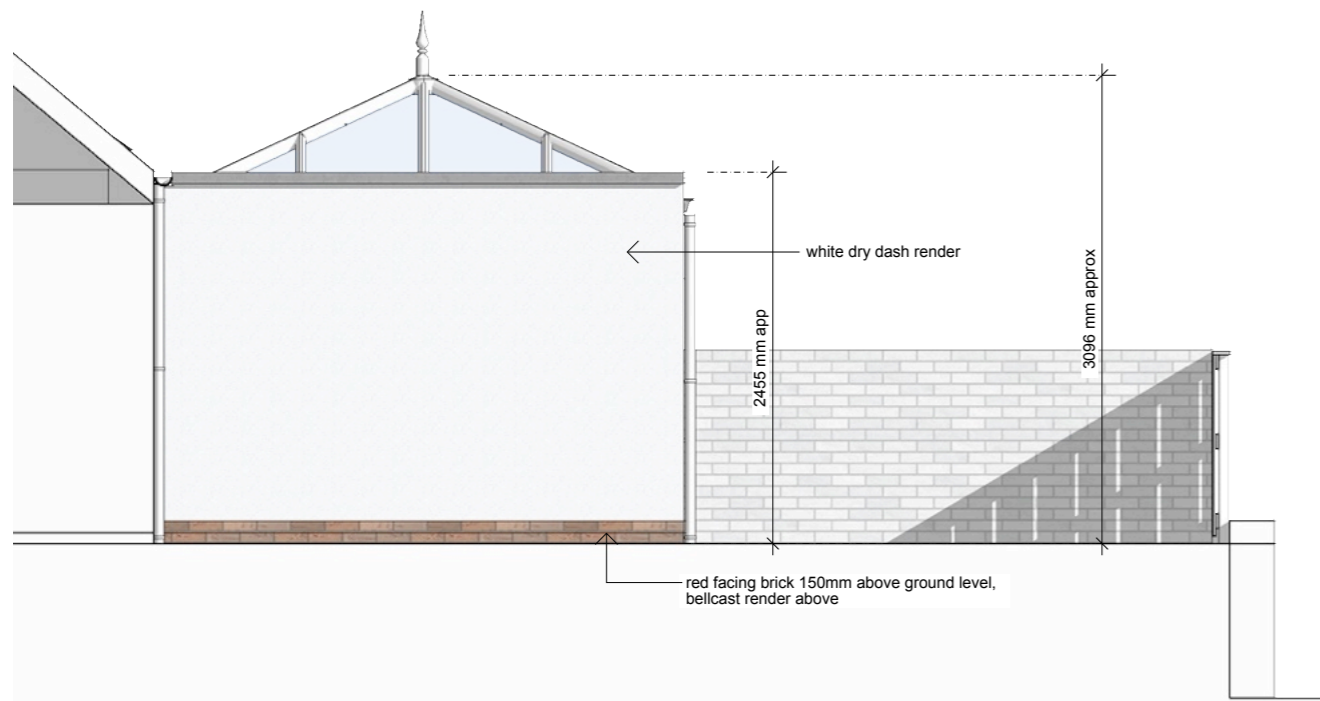 white dry dash render
2455 mm app
3096 mm approx
red facing brick 150mm above ground level,
bellcast render above